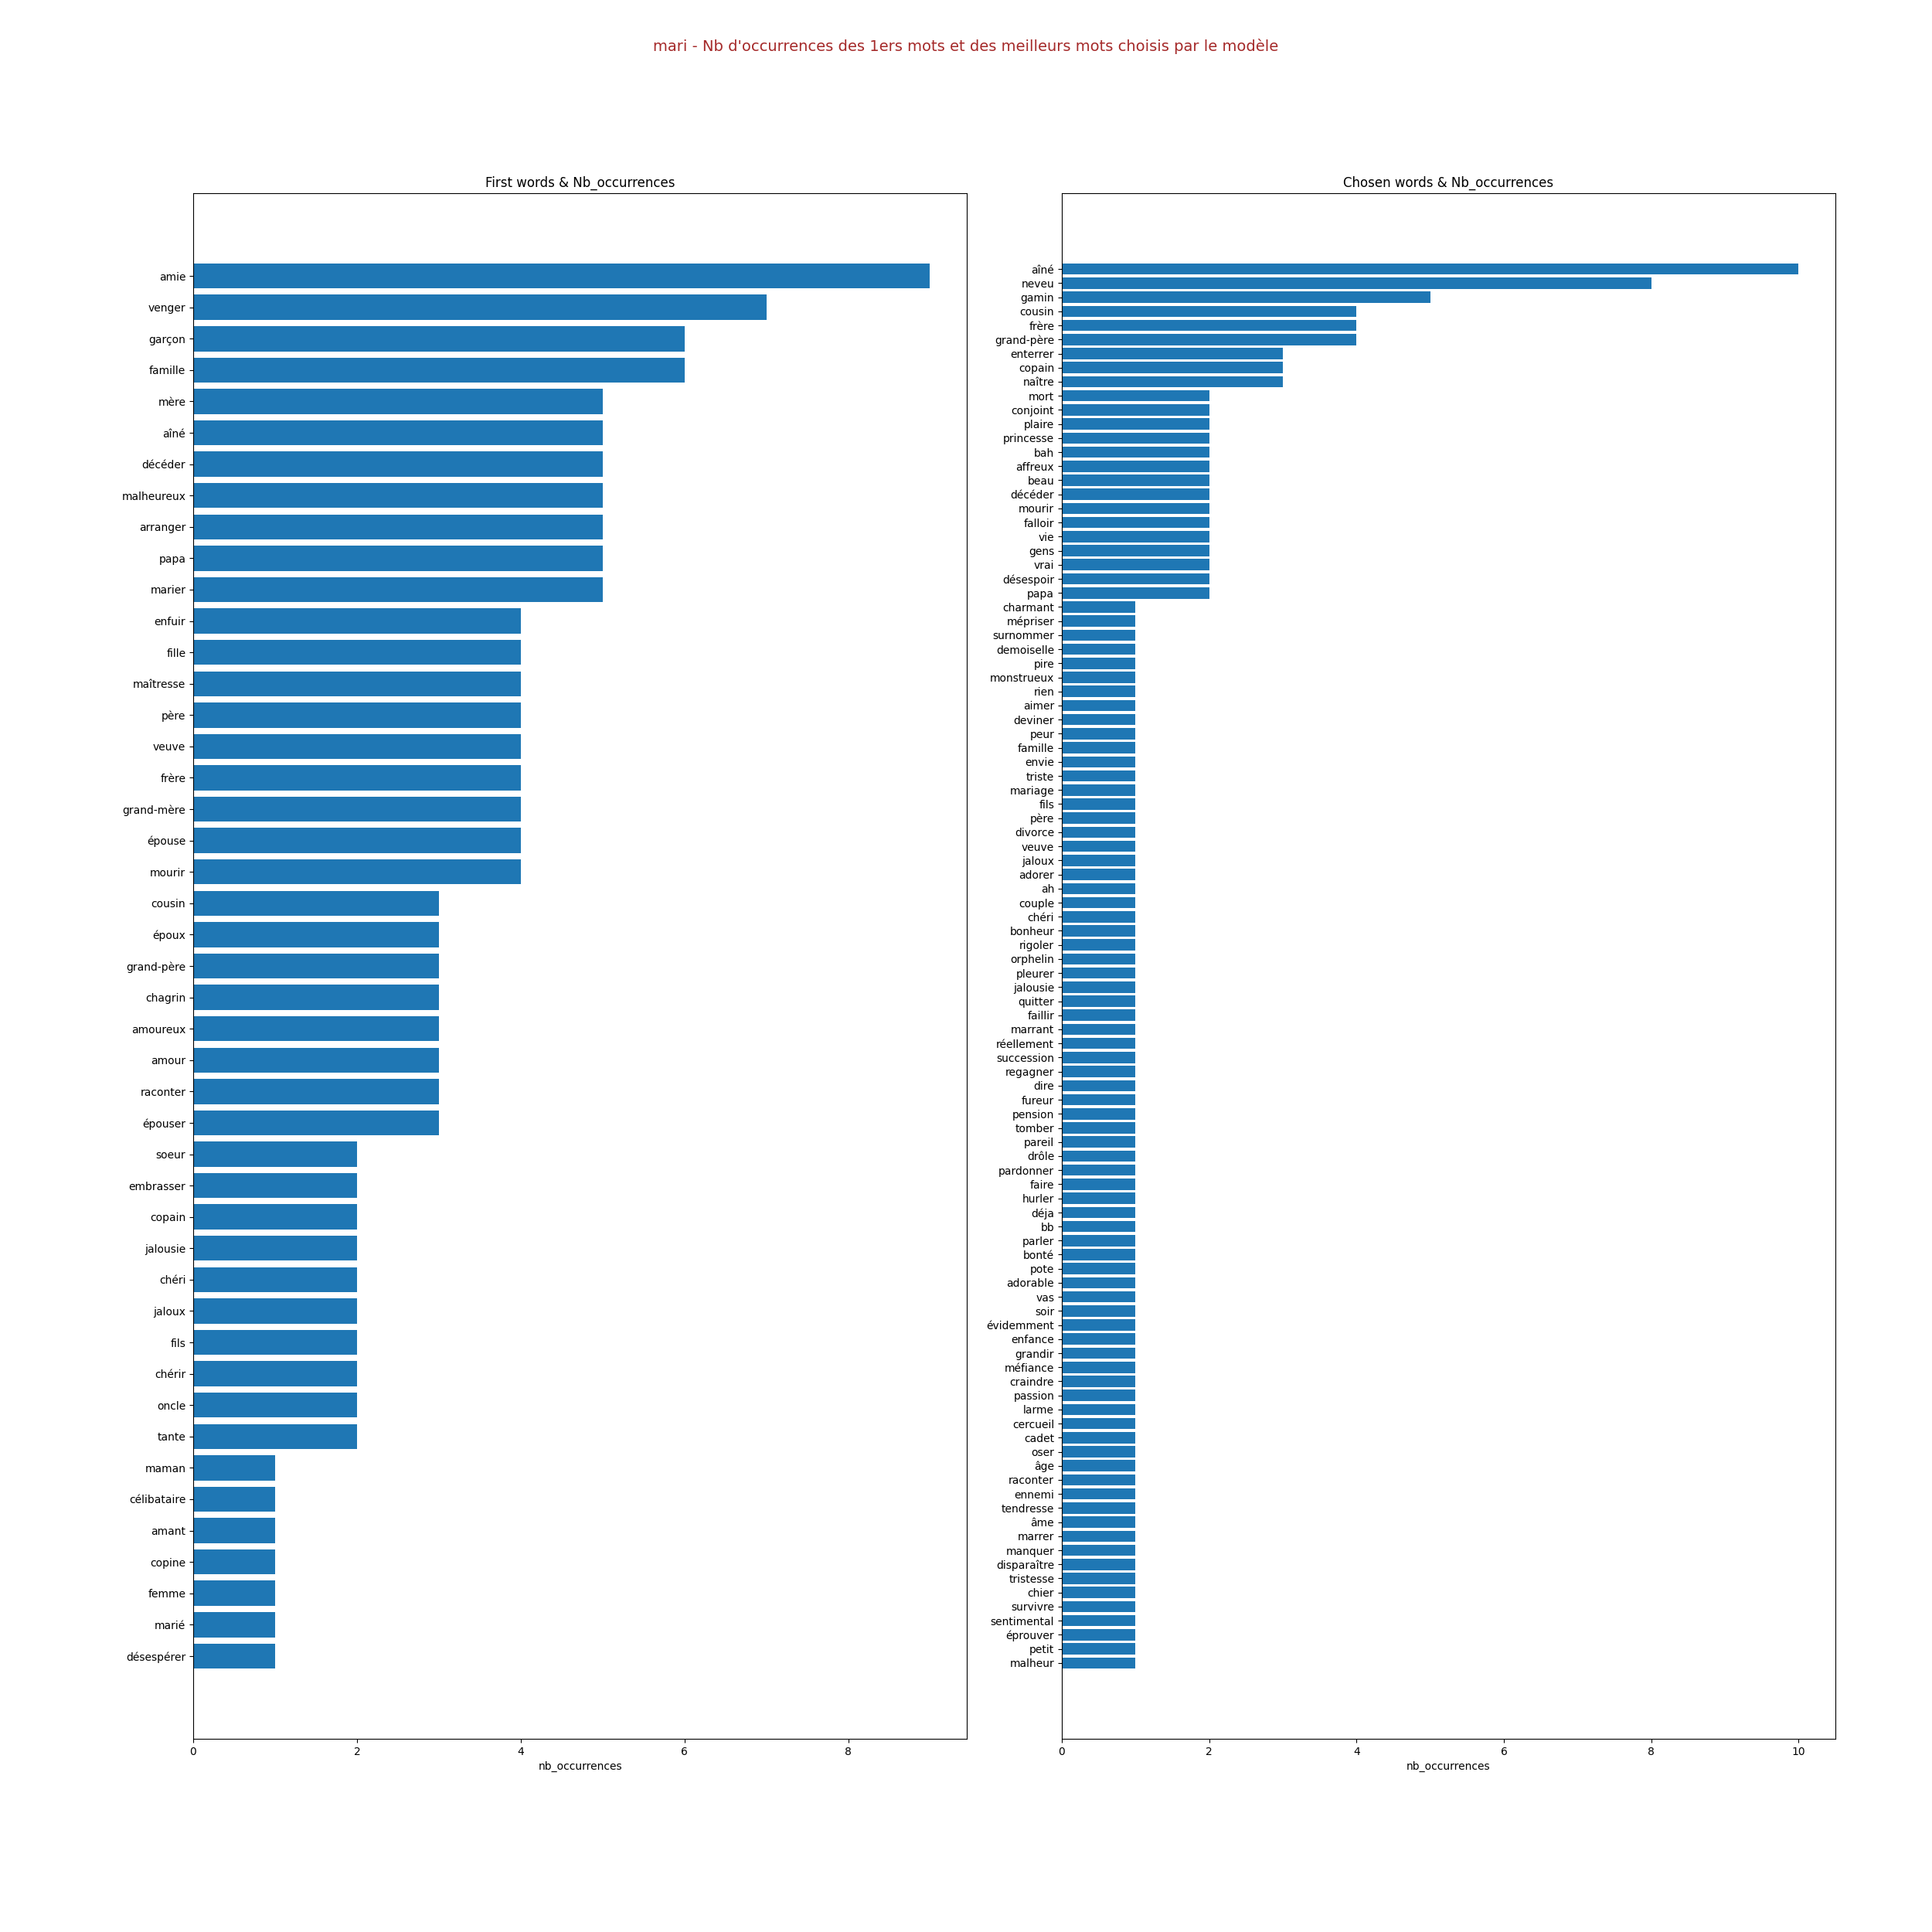 mari - Nb d'occurrences des 1ers mots et des meilleurs mots choisis par le modèle
First words & Nb_occurrences
amie
venger
garçon
famille
mère
aîné
décéder
malheureux
arranger
papa
marier
enfuir
fille
maîtresse
père
veuve
frère
grand-mère
épouse
mourir
cousin
époux
grand-père
chagrin
amoureux
amour
raconter
épouser
soeur
embrasser
copain
jalousie
chéri
jaloux
fils
chérir
oncle
tante
maman
célibataire
amant
copine
femme
marié
désespérer
0 2 4 6 8
nb_occurrences
Chosen words & Nb_occurrences
aîné
neveu
gamin
cousin
frère
grand-père
enterrer
copain
naître
mort
conjoint
plaire
princesse
bah
affreux
beau
décéder
mourir
falloir
vie
gens
vrai
désespoir
papa
charmant
mépriser
surnommer
demoiselle
pire
monstrueux
rien
aimer
deviner
peur
famille
envie
triste
mariage
fils
père
divorce
veuve
jaloux
adorer
ah
couple
chéri
bonheur
rigoler
orphelin
pleurer
jalousie
quitter
faillir
marrant
réellement
succession
regagner
dire
fureur
pension
tomber
pareil
drôle
pardonner
faire
hurler
déja
bb
parler
bonté
pote
adorable
vas
soir
évidemment
enfance
grandir
méfiance
craindre
passion
larme
cercueil
cadet
oser
âge
raconter
ennemi
tendresse
âme
marrer
manquer
disparaître
tristesse
chier
survivre
sentimental
éprouver
petit
malheur
0 2 4 6 8 10
nb_occurrences